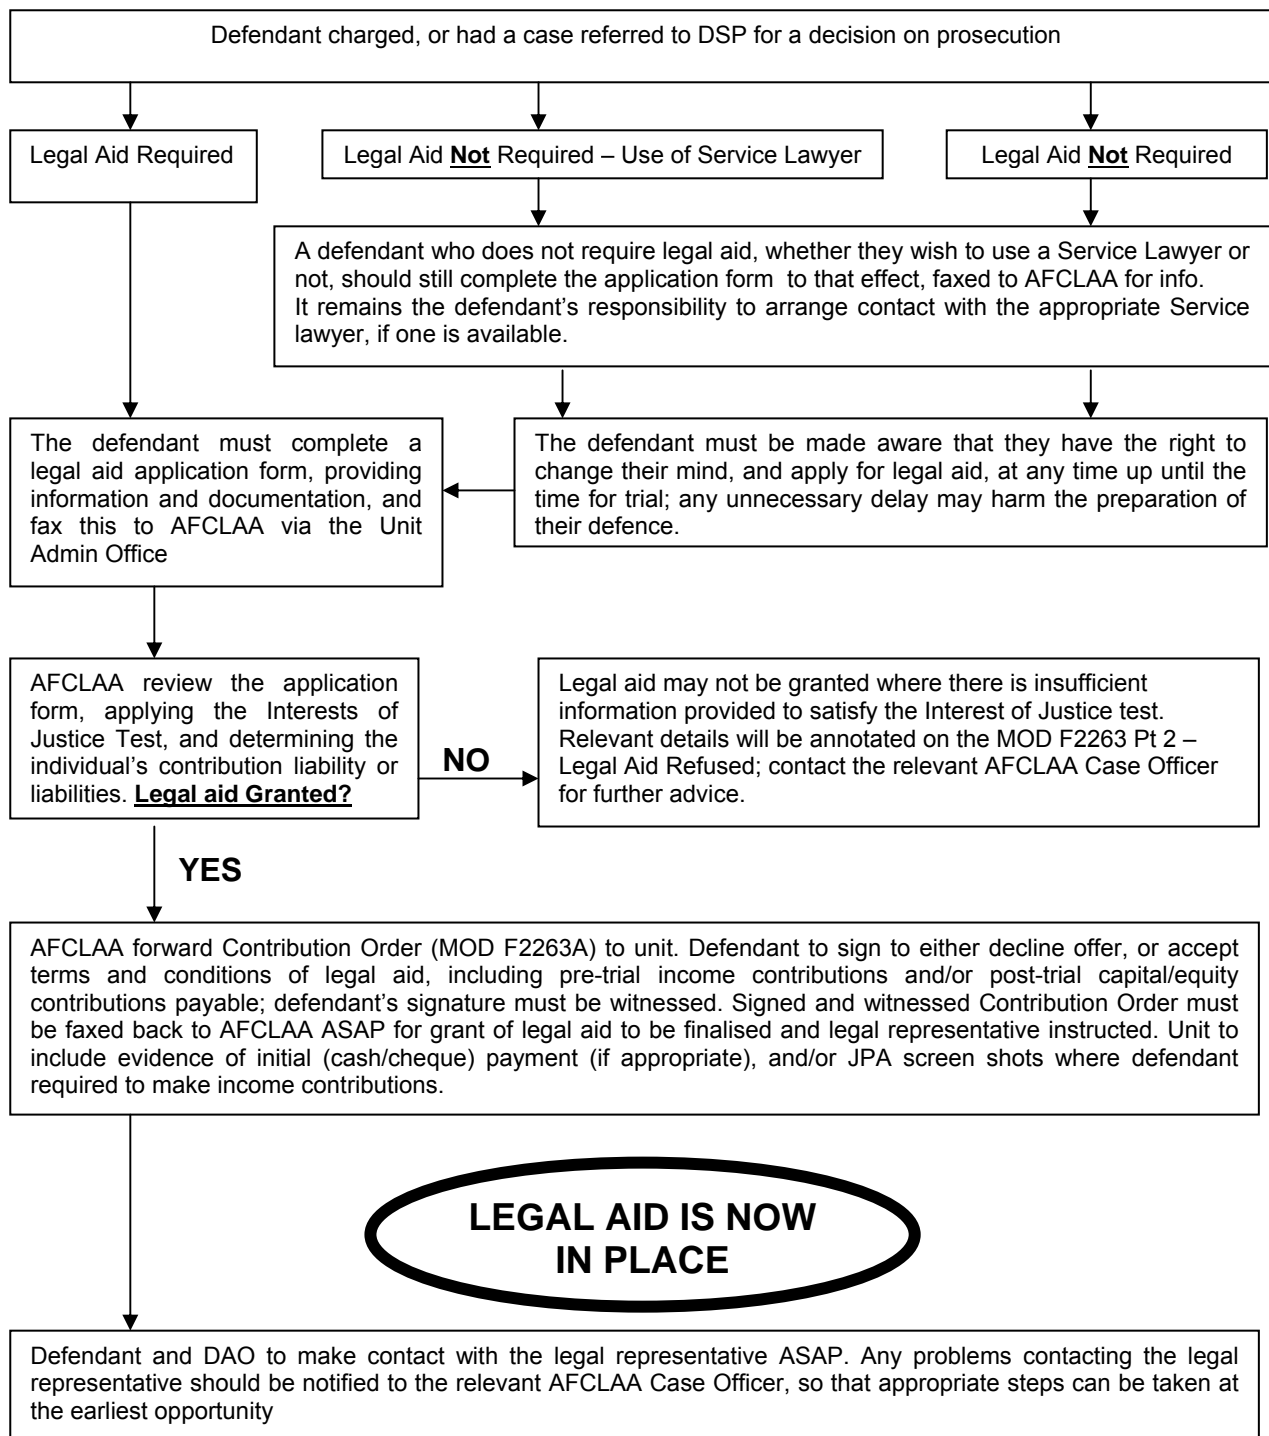 Defendant charged, or had a case referred to DSP for a decision on prosecution
Legal Aid Required
Legal Aid Not Required – Use of Service Lawyer
Legal Aid Not Required
A defendant who does not require legal aid, whether they wish to use a Service Lawyer or
not, should still complete the application form to that effect, faxed to AFCLAA for info.
It remains the defendant's responsibility to arrange contact with the appropriate Service
lawyer, if one is available.
The defendant must complete a
legal aid application form, providing
information and documentation, and
fax this to AFCLAA via the Unit
Admin Office
The defendant must be made aware that they have the right to
change their mind, and apply for legal aid, at any time up until the
time for trial; any unnecessary delay may harm the preparation of
their defence.
AFCLAA review the application
form, applying the Interests of
Justice Test, and determining the
individual's contribution liability or
liabilities. Legal aid Granted?
NO
Legal aid may not be granted where there is insufficient
information provided to satisfy the Interest of Justice test.
Relevant details will be annotated on the MOD F2263 Pt 2 –
Legal Aid Refused; contact the relevant AFCLAA Case Officer
for further advice.
YES
AFCLAA forward Contribution Order (MOD F2263A) to unit. Defendant to sign to either decline offer, or accept
terms and conditions of legal aid, including pre-trial income contributions and/or post-trial capital/equity
contributions payable; defendant's signature must be witnessed. Signed and witnessed Contribution Order must
be faxed back to AFCLAA ASAP for grant of legal aid to be finalised and legal representative instructed. Unit to
include evidence of initial (cash/cheque) payment (if appropriate), and/or JPA screen shots where defendant
required to make income contributions.
LEGAL AID IS NOW
IN PLACE
Defendant and DAO to make contact with the legal representative ASAP. Any problems contacting the legal
representative should be notified to the relevant AFCLAA Case Officer, so that appropriate steps can be taken at
the earliest opportunity